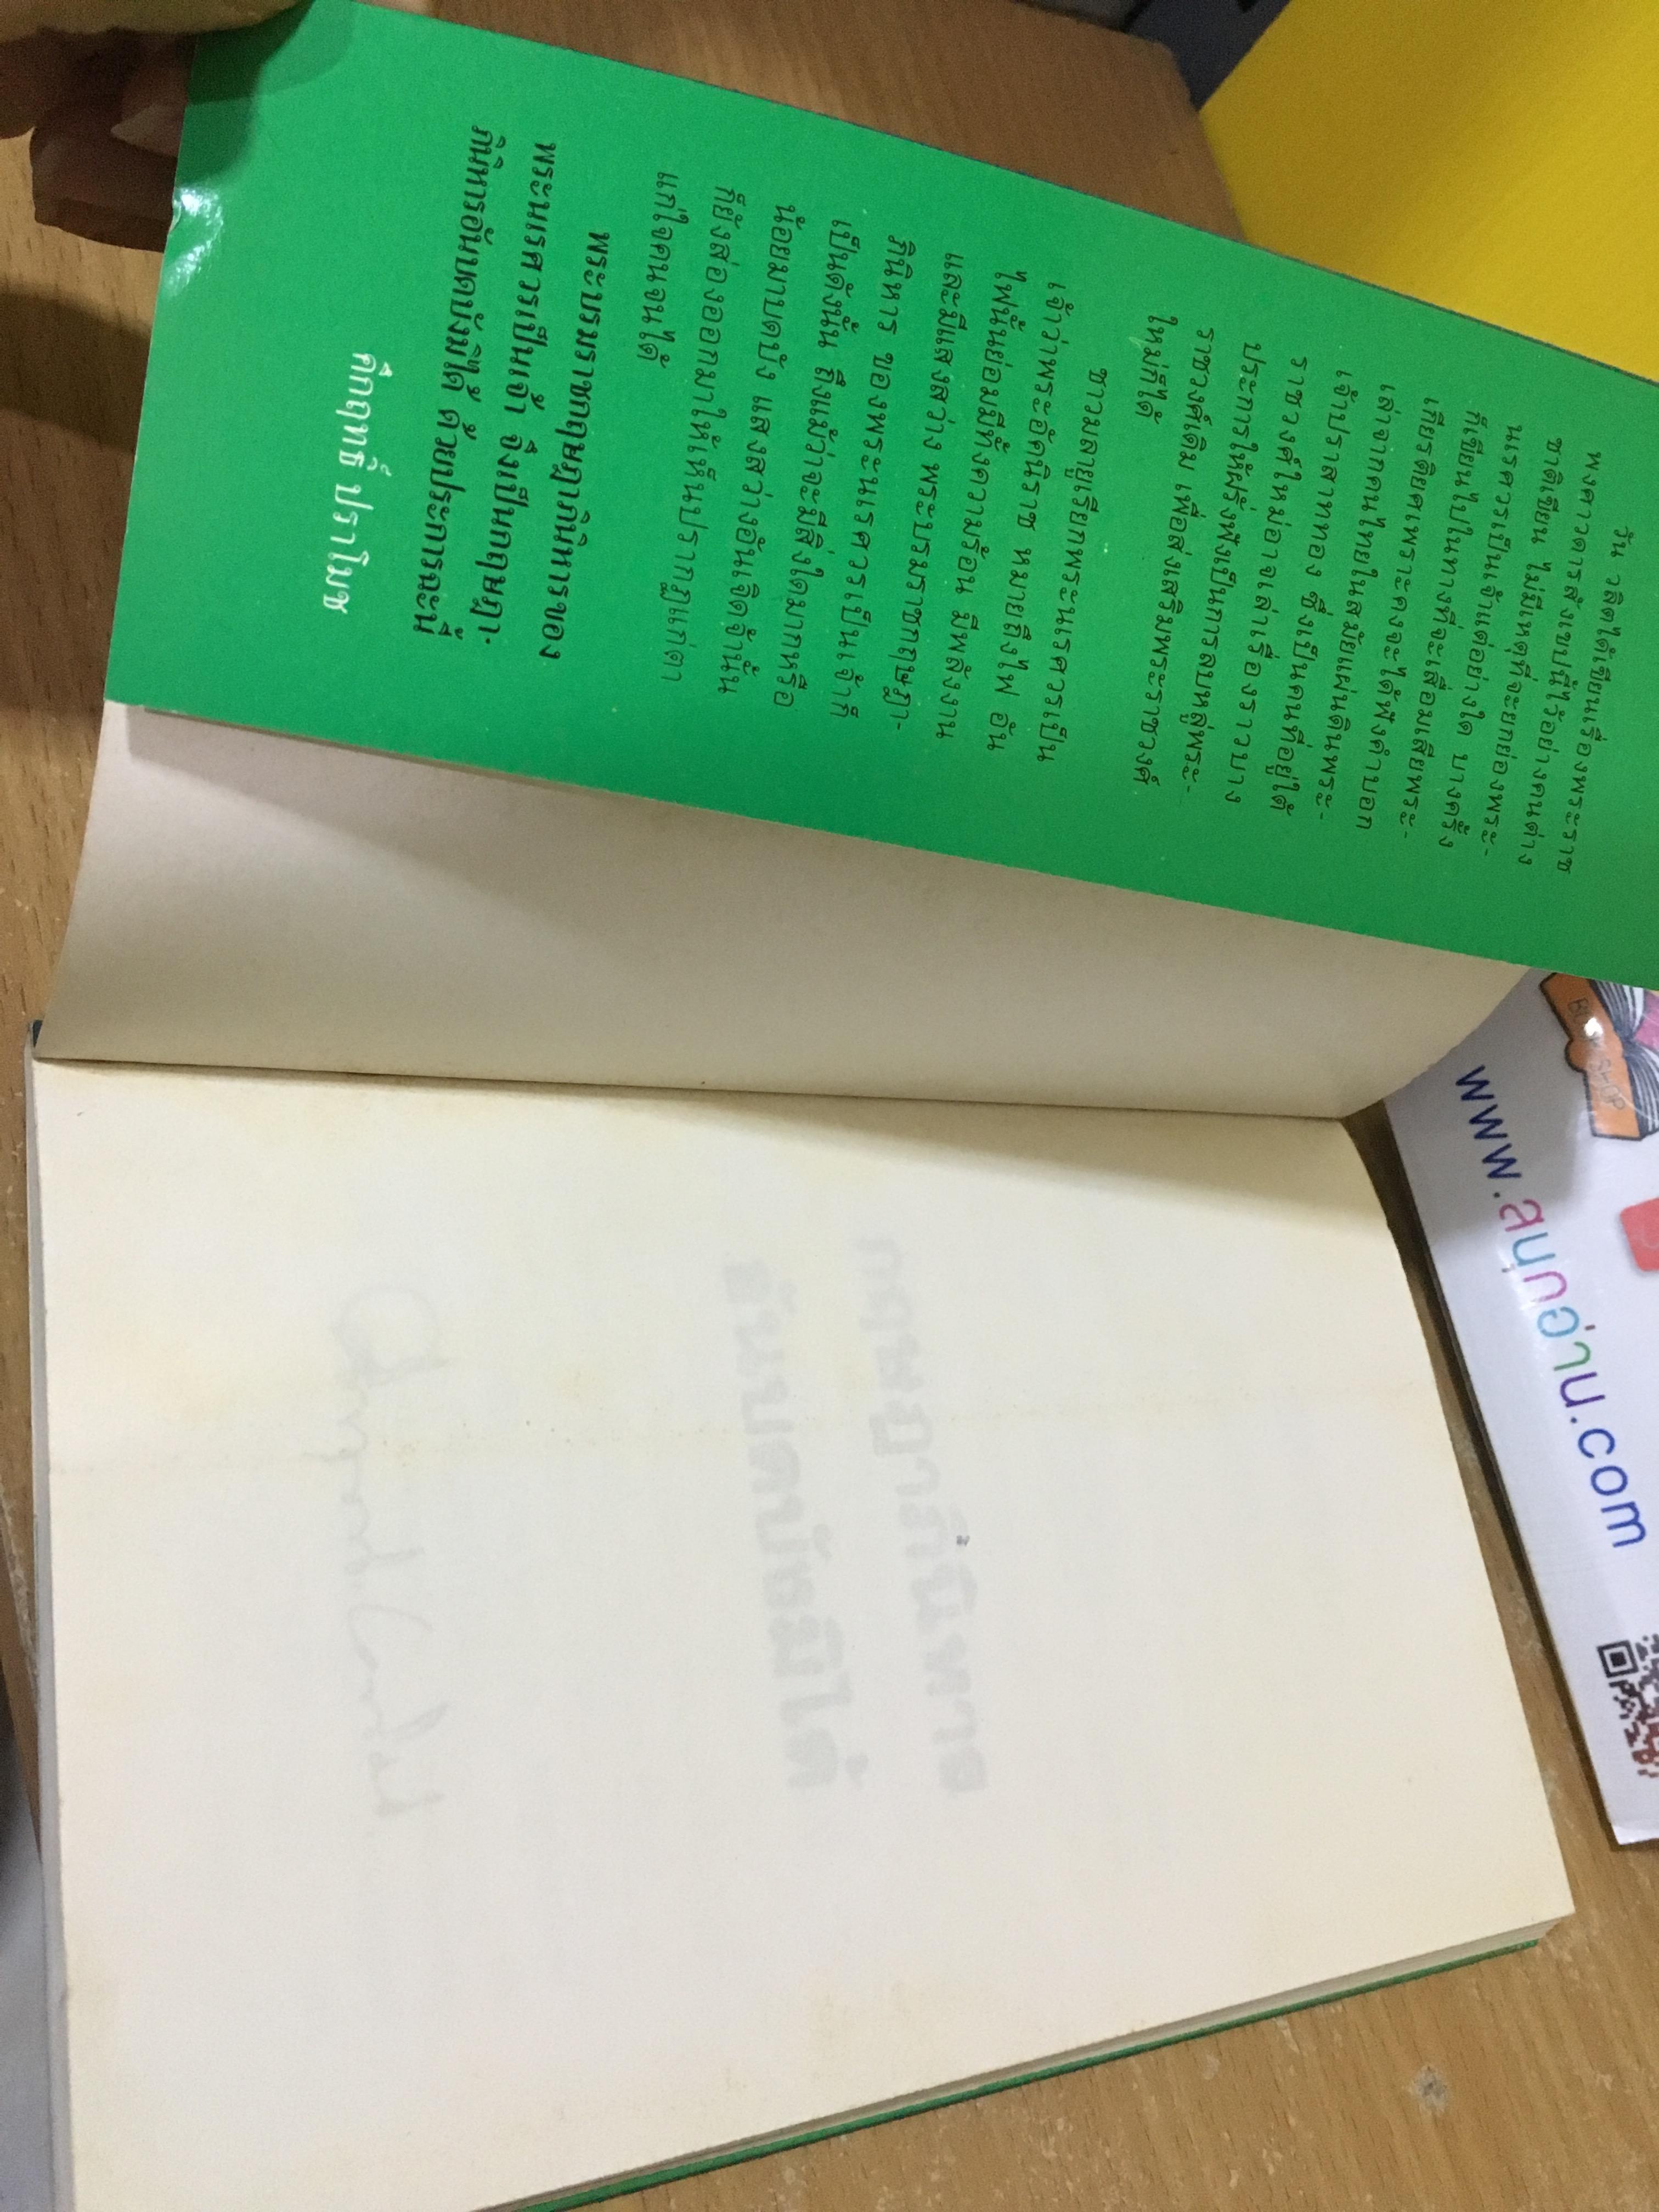 วัน วลิตได้เขียนเรื่องพระราช
พงศาวดารสังเขปนี้ไว้อย่างคนต่าง
ชาติเขียน ไม่มีเหตุที่จะยกย่องพระ-
นเรศวรเป็นเจ้าแต่อย่างใด บางครั้ง
ก็เขียนไปในทางที่จะเสื่อมเสียพระ-
เกียรติยศเพราะคงจะได้ฟังคำบอก
เล่าจากคนไทยในสมัยแผ่นดินพระ-
เจ้าปราสาททอง ซึ่งเป็นคนที่อยู่ใต้
ราชวงศ์ใหม่อาจเล่าเรื่องราวบาง
ประการให้ฝรั่งฟังเป็นการลบหลู่พระ-
ราชวงศ์เดิม เพื่อส่งเสริมพระราชวงศ์
ใหม่ก็ได้
ชาวมลายูเรียกพระนเรศวรเป็น
เจ้าว่าพระอัคนิราช หมายถึงไฟ อัน
ไฟนั้นย่อมมีทั้งความร้อน มีพลังงาน
และมีแสงสว่าง พระบรมราชกฤษฎา-
ภินิหาร ของพระนเรศวรเป็นเจ้าก็
เป็นดั่งนั้น ถึงแม้ว่าจะมีสิ่งใดมากหรือ
น้อยมาบดบัง แสงสว่างอันเจิดจ้านั้น
ก็ยังส่องออกมาให้เห็นปรากฏแก่ตา
แก่ใจคนจนได้
พระบรมราชกฤษฎาภินิหารของ
พระนเรศวรเป็นเจ้า จึงเป็นกฤษฎา-
ภินิหารอันบดบังมิได้ ด้วยประการฉะนี้
คึกฤทธิ์ ปราโมช
BOOK SHOP
www.สนุกอ่าน.com